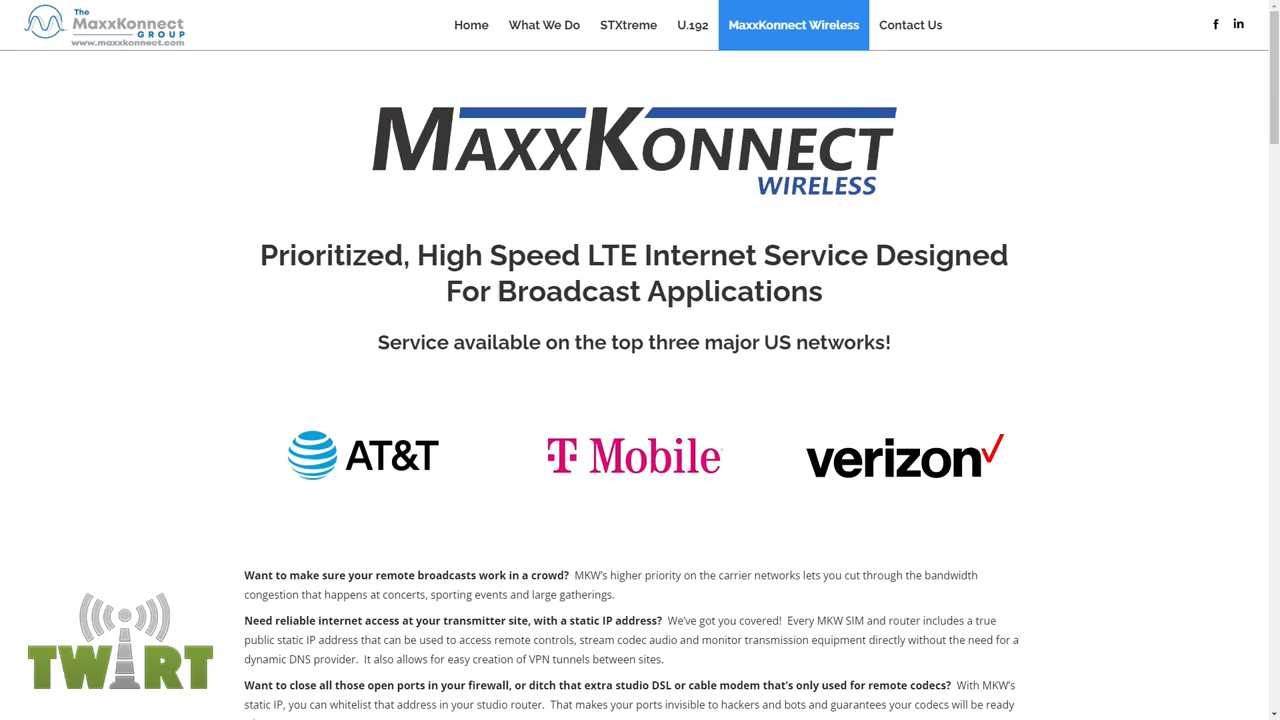 The
MaxxKonnect
GROUP
www.maxxkonnect.com
Home What We Do STXtreme U.192 MaxxKonnect Wireless Contact Us
f in
MAXXKONNECT
WIRELESS
Prioritized, High Speed LTE Internet Service Designed
For Broadcast Applications
Service available on the top three major US networks!
AT&T T Mobile verizon
Want to make sure your remote broadcasts work in a crowd? MKW's higher priority on the carrier networks lets you cut through the bandwidth
congestion that happens at concerts, sporting events and large gatherings.
Need reliable internet access at your transmitter site, with a static IP address? We've got you covered! Every MKW SIM and router includes a true
public static IP address that can be used to access remote controls, stream codec audio and monitor transmission equipment directly without the need for a
dynamic DNS provider. It also allows for easy creation of VPN tunnels between sites.
Want to close all those open ports in your firewall, or ditch that extra studio DSL or cable modem that's only used for remote codecs? With MKW's
static IP, you can whitelist that address in your studio router. That makes your ports invisible to hackers and bots and guarantees your codecs will be ready
TWIRT